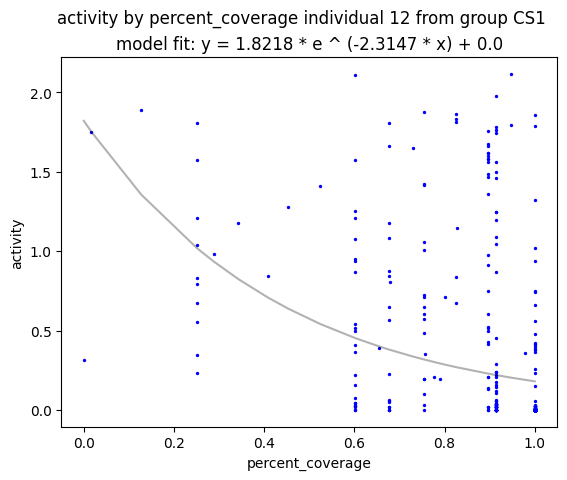 activity by percent_coverage individual 12 from group CS1
model fit: y = 1.8218 * e ^ (-2.3147 * x) + 0.0
2.0
1.5
1.0
0.5
0.0
activity
0.0 0.2 0.4 0.6 0.8 1.0
percent_coverage